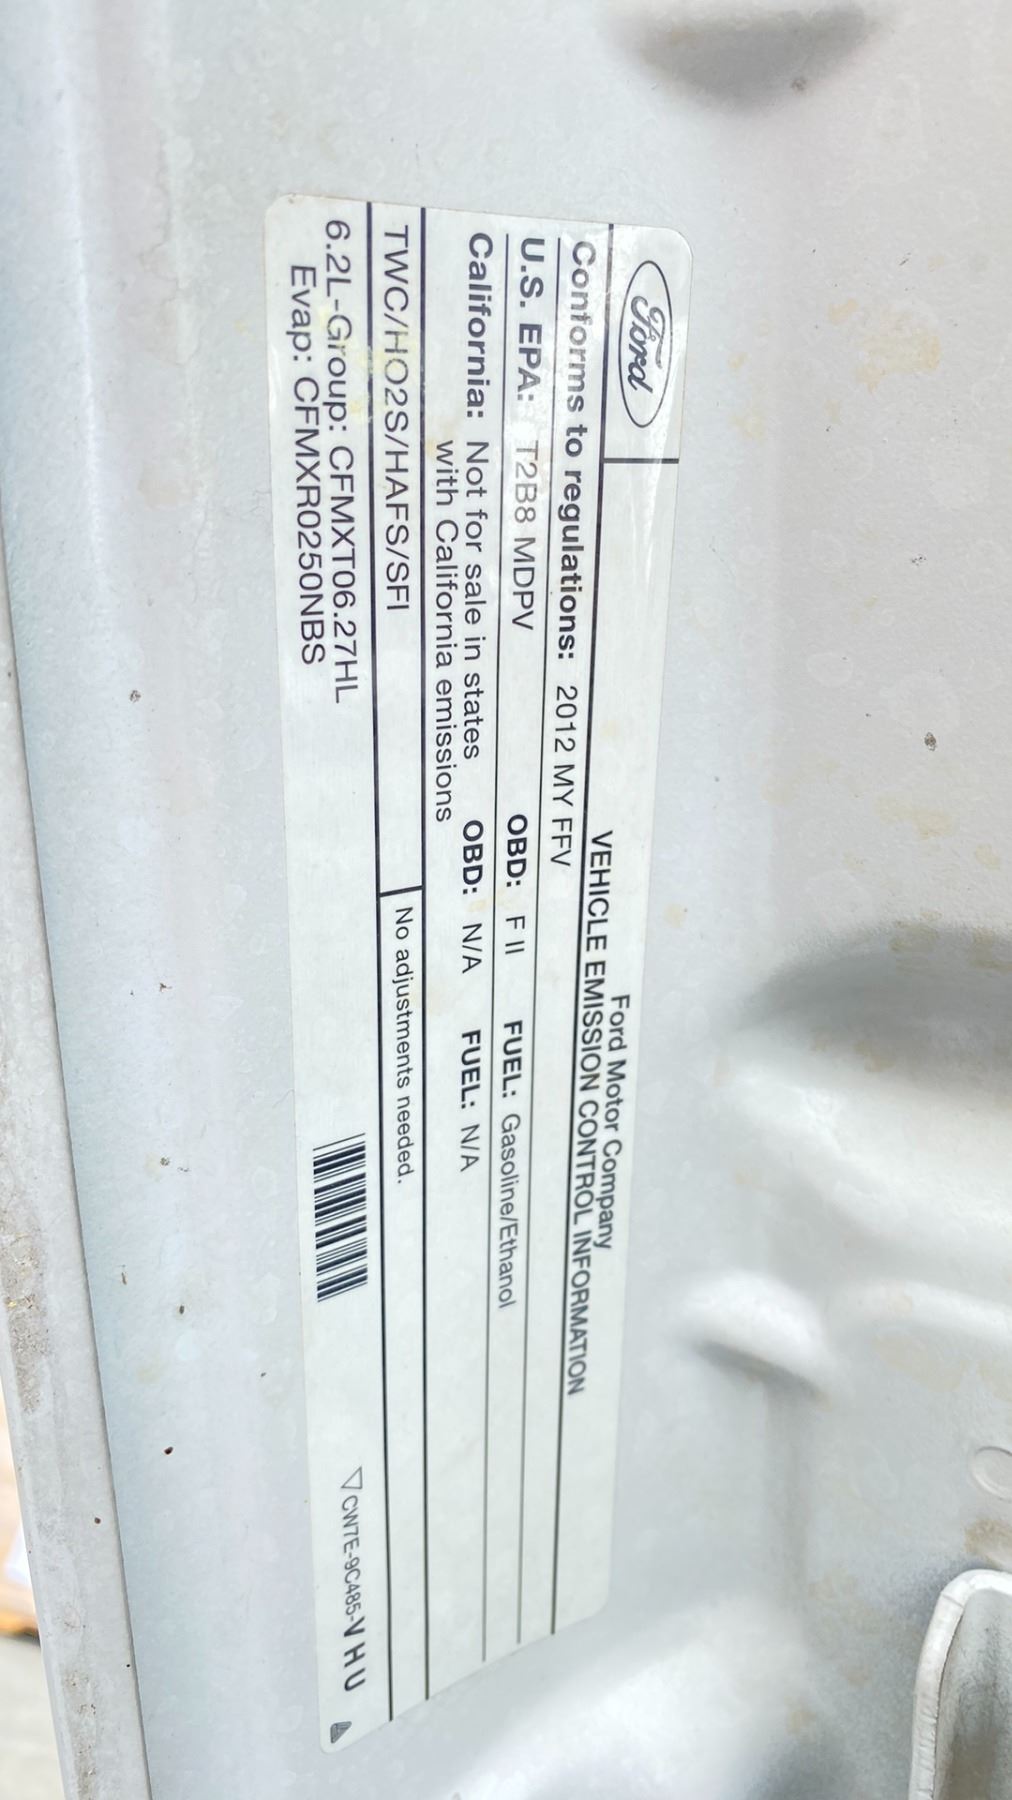 Ford
Ford Motor Company
VEHICLE EMISSION CONTROL INFORMATION
Conforms to regulations: 2012 MY FFV
U.S. EPA: T2B8 MDPV OBD: F II FUEL: Gasoline/Ethanol
California: Not for sale in states OBD: N/A FUEL: N/A
with California emissions
TWC/HO2S/HAFS/SFI
No adjustments needed.
6.2L-Group: CFMXT06.27HL
Evap: CFMXR0250NBS
CW7E-9C485-V H U